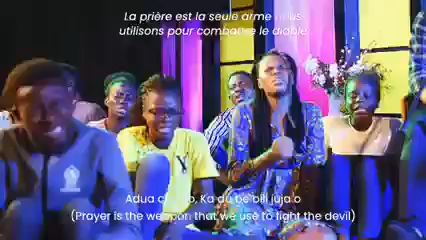 La prière est la seule arme nous
utilisons pour combattre le diable
Adua, Ka du be bili juja o
(Prayer is the weapon that we use to fight the devil)
Y